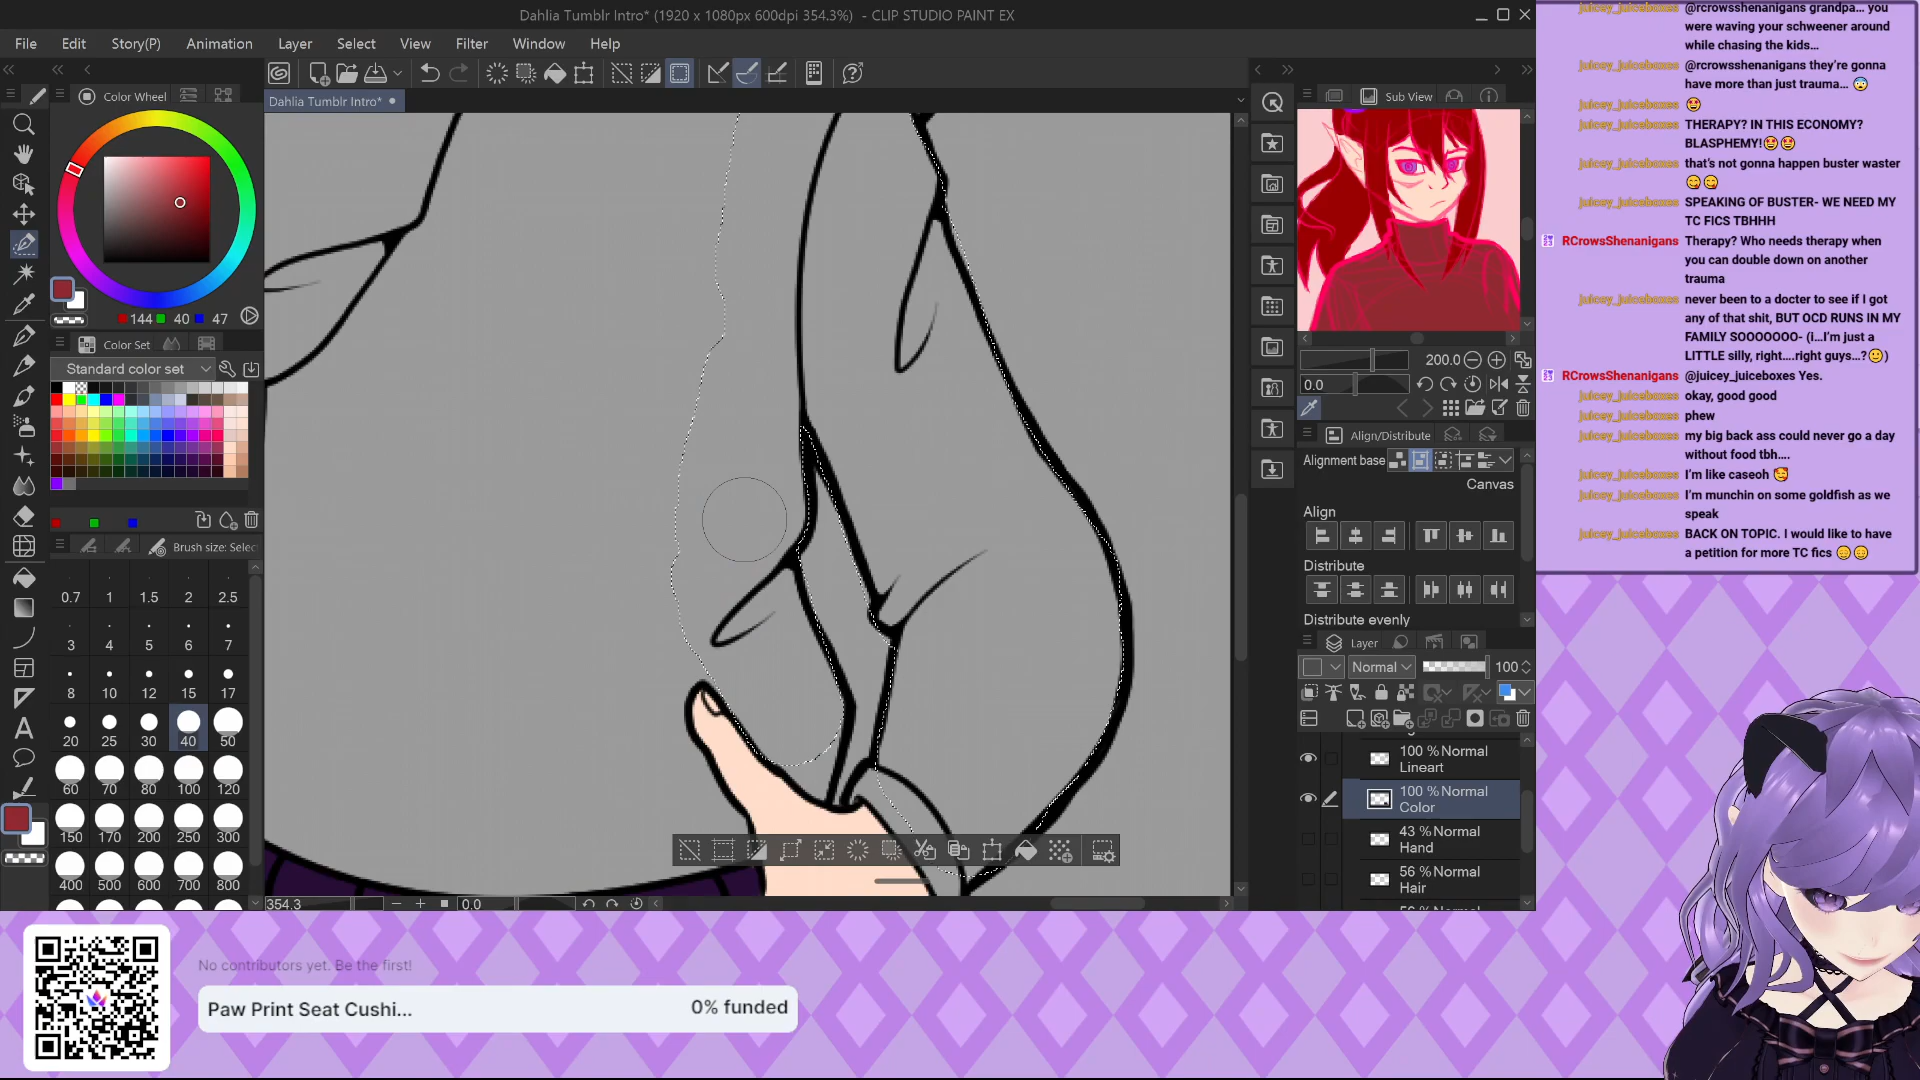 Dahlia Tumblr Intro* (1920 x 1080px 600dpi 354.3%) - CLIP STUDIO PAINT EX
File Edit Story(P) Animation Layer Select View Filter Window Help
Color Wheel
Dahlia Tumblr Intro*
Sub View
144 40 47
Color Set
Standard color set
Brush size: Selec
0.7 1 1.5 2 2.5
3 4 5 6 7
8 10 12 15 17
20 25 30 40 50
60 70 80 100 120
150 170 200 250 300
400 500 600 700 800
354.3 0.0
200.0
0.0
Align/Distribute
Alignment base
Canvas
Align
Distribute
Distribute evenly
Layer
Normal 100
100 % Normal
Lineart
100 % Normal
Color
43 % Normal
Hand
56 % Normal
Hair
juicey_juiceboxes @rcrowsshenanigans grandpa... you
were waving your schweener around
while chasing the kids...
juicey_juiceboxes @rcrowsshenanigans they're gonna
have more than just trauma... 😨
juicey_juiceboxes 🤩
juicey_juiceboxes THERAPY? IN THIS ECONOMY?
BLASPHEMY!🤩🤩
juicey_juiceboxes that's not gonna happen buster waster
😋😋
juicey_juiceboxes SPEAKING OF BUSTER- WE NEED MY
TC FICS TBHHH
RCrowsShenanigans Therapy? Who needs therapy when
you can double down on another
trauma
juicey_juiceboxes never been to a docter to see if I got
any of that shit, BUT OCD RUNS IN MY
FAMILY SOOOOOOO- (i...I'm just a
LITTLE silly, right....right guys...?🙂)
RCrowsShenanigans @juicey_juiceboxes Yes.
juicey_juiceboxes okay, good good
juicey_juiceboxes phew
juicey_juiceboxes my big back ass could never go a day
without food tbh....
juicey_juiceboxes I'm like caseoh 🥰
juicey_juiceboxes I'm munchin on some goldfish as we
speak
juicey_juiceboxes BACK ON TOPIC. I would like to have
a petition for more TC fics 😑😑
No contributors yet. Be the first!
Paw Print Seat Cushi... 0% funded